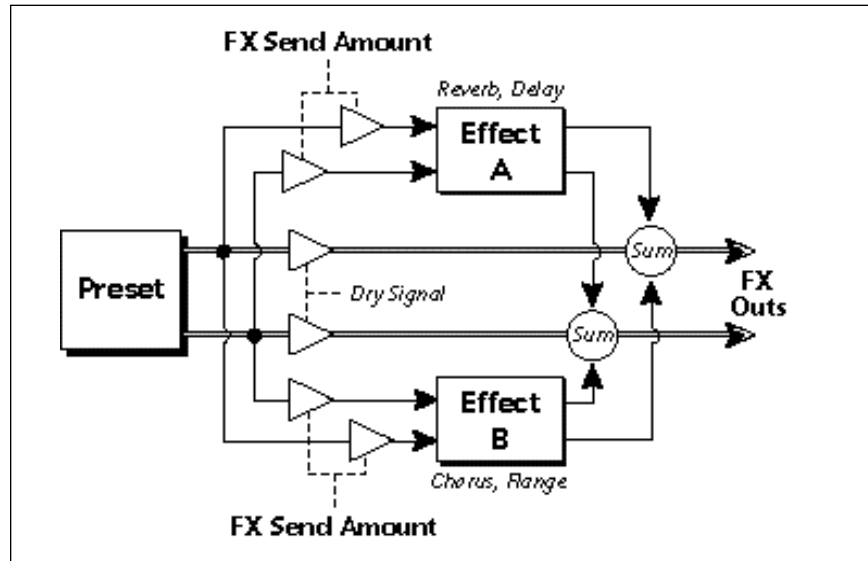 FX Send Amount
Reverb, Delay
Effect
A
Preset
Sum
Dry Signal
FX
Outs
Sum
Effect
B
Chorus, Flange
FX Send Amount